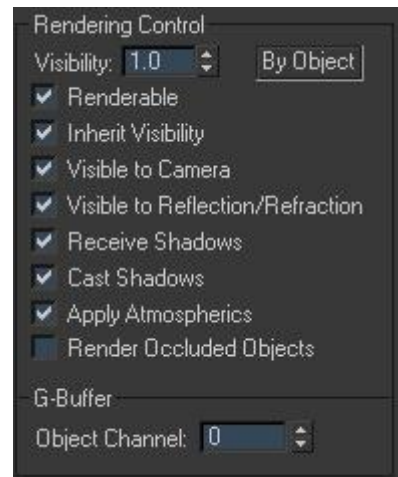 Rendering Control
Visibility: 1.0 By Object
Renderable
Inherit Visibility
Visible to Camera
Visible to Reflection/Refraction
Receive Shadows
Cast Shadows
Apply Atmospherics
Render Occluded Objects
G-Buffer
Object Channel: 0